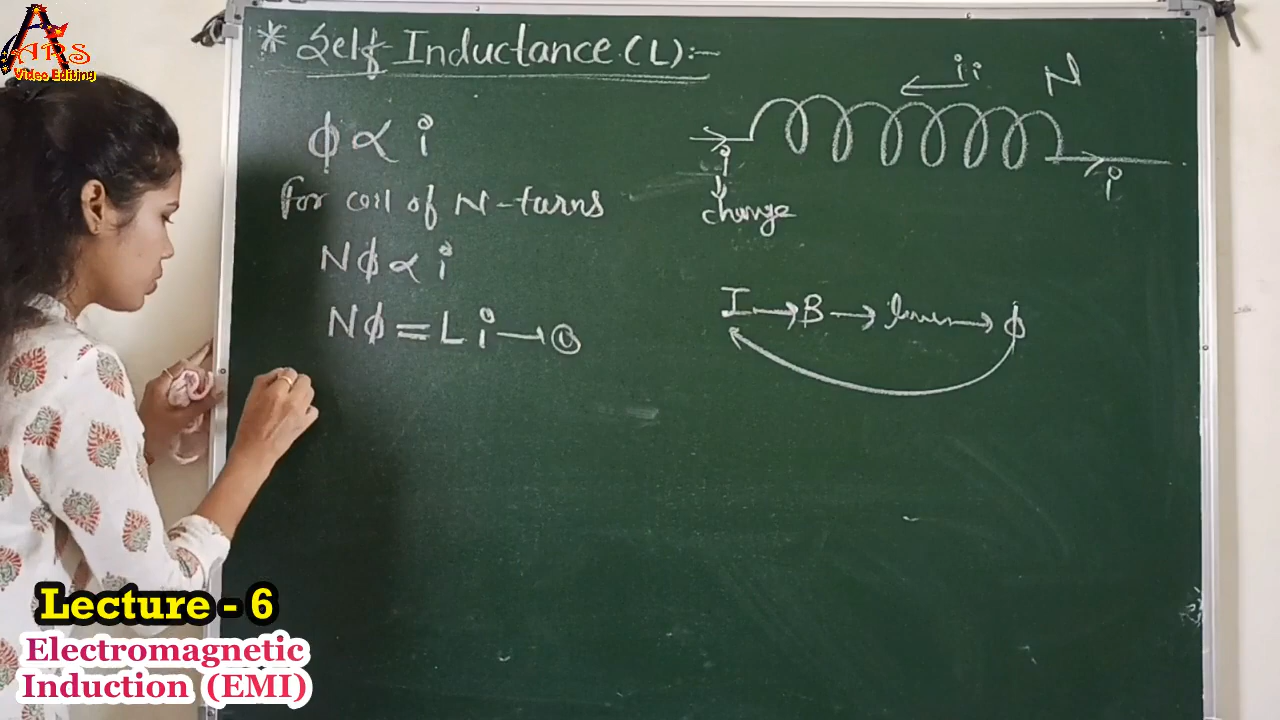 A
ARS
Video Editing
* Self Inductance (L):-
φ ∝ i
For coil of N-turns
Nφ ∝ i
Nφ = Li → ①
i i
N
i
change
i
I → B → → φ
Lecture - 6
Electromagnetic
Induction (EMI)